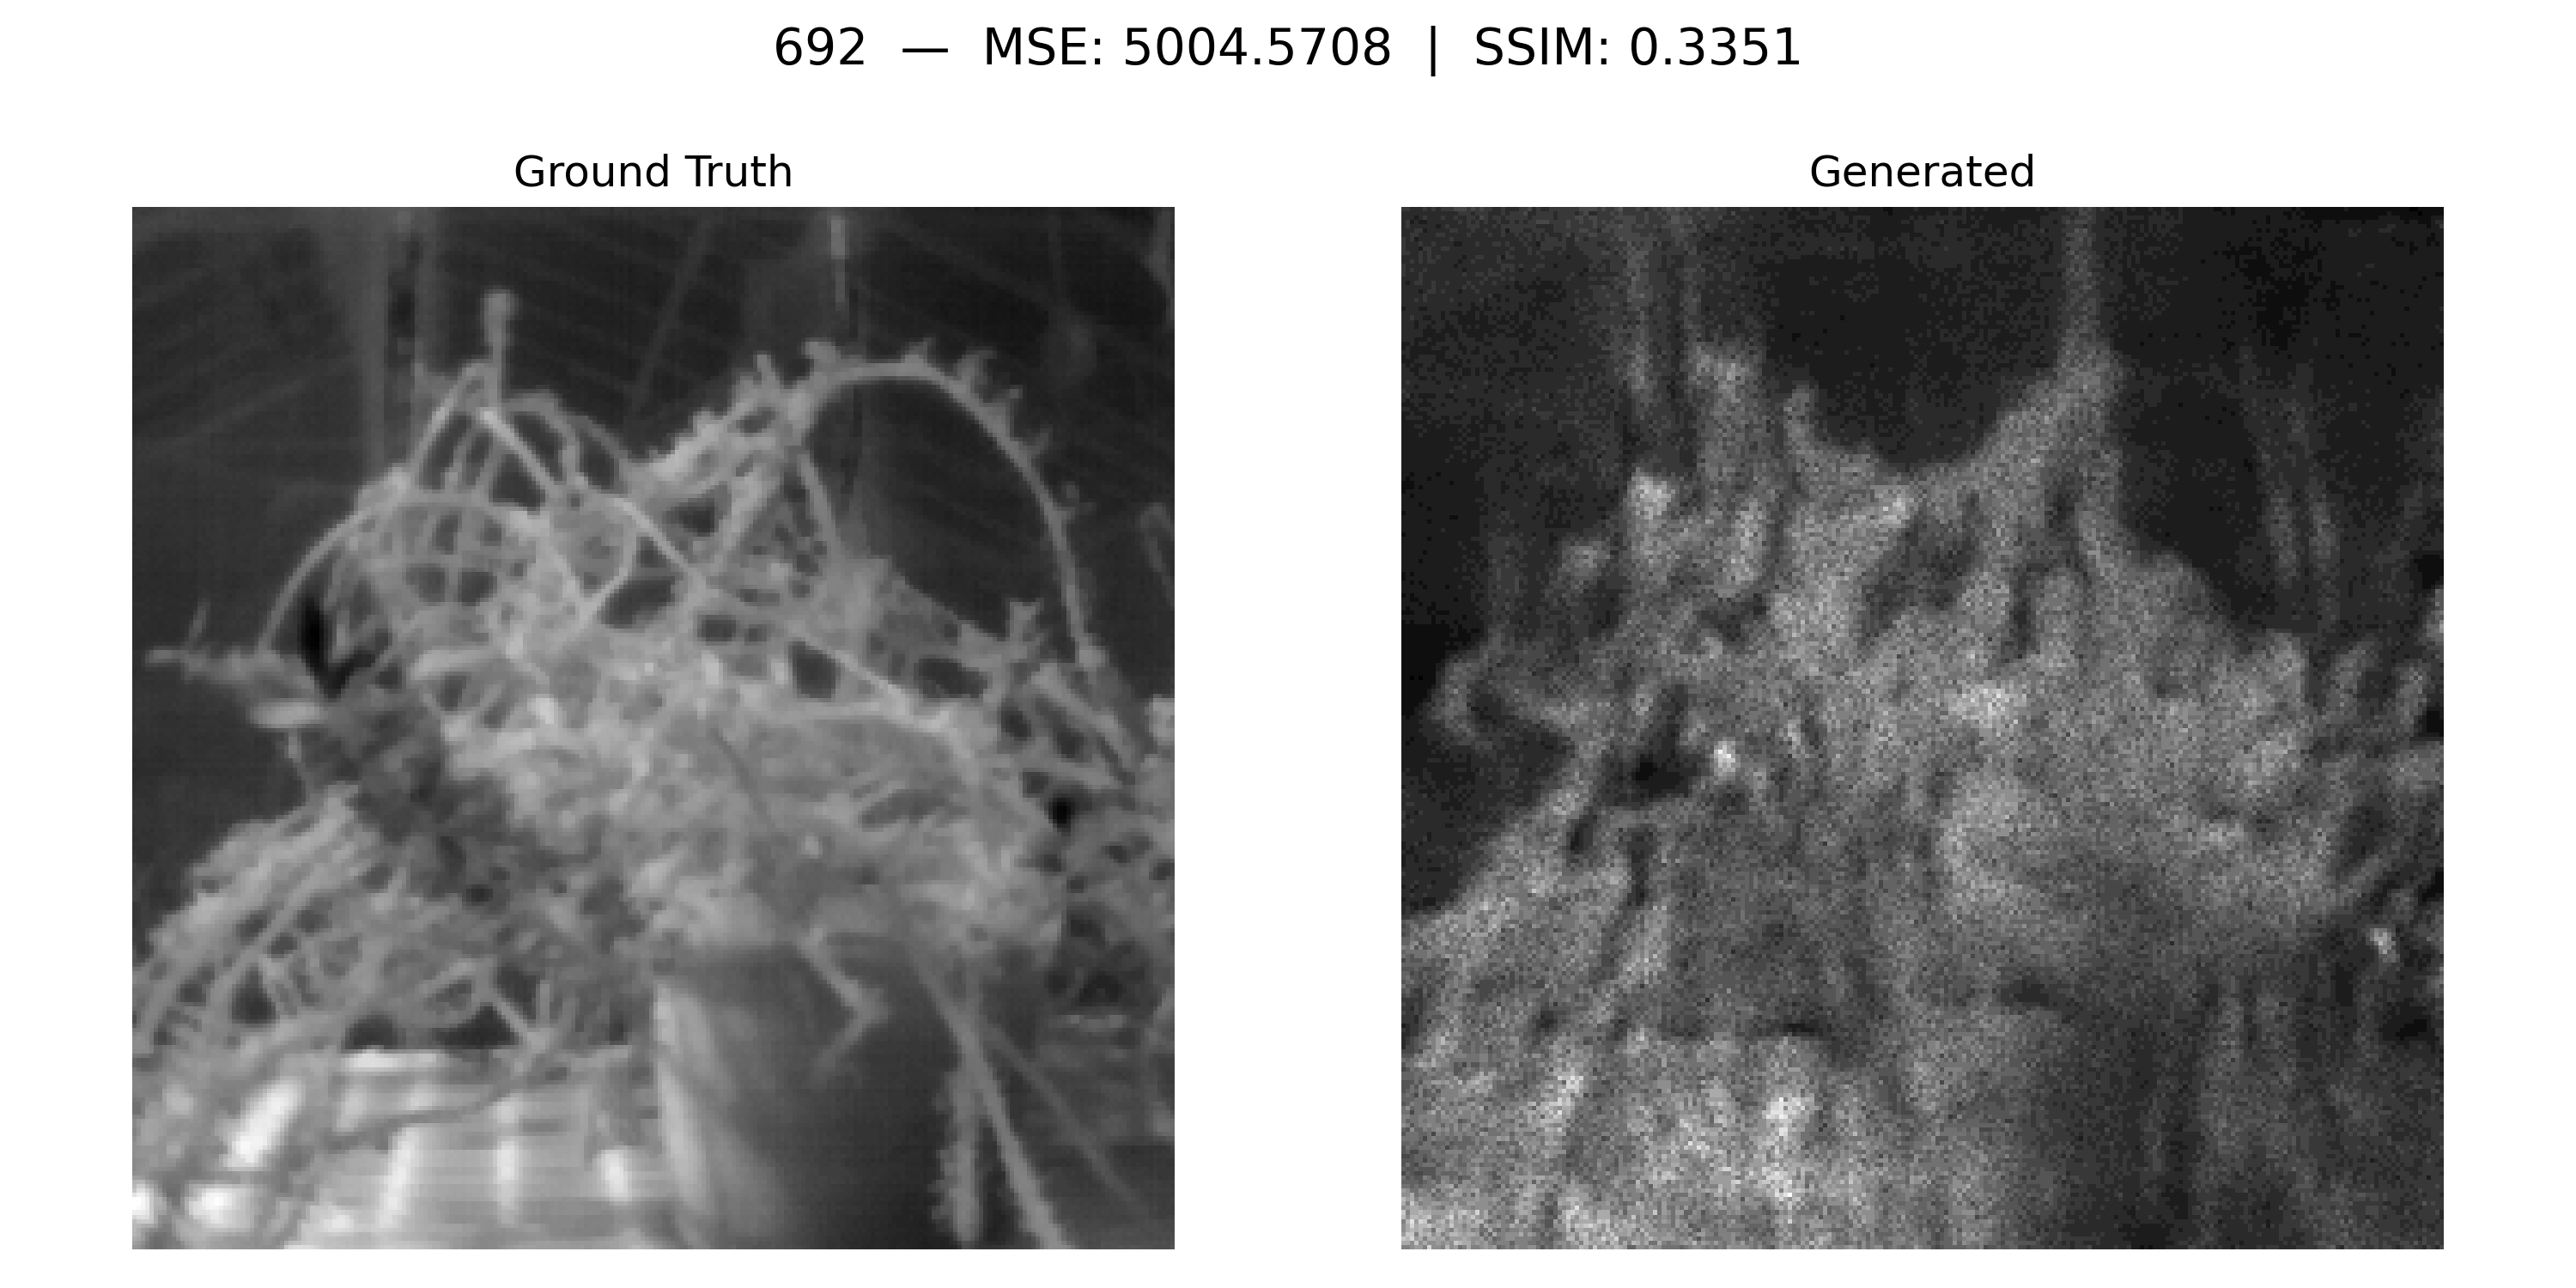 692 — MSE: 5004.5708 | SSIM: 0.3351
Ground Truth
Generated